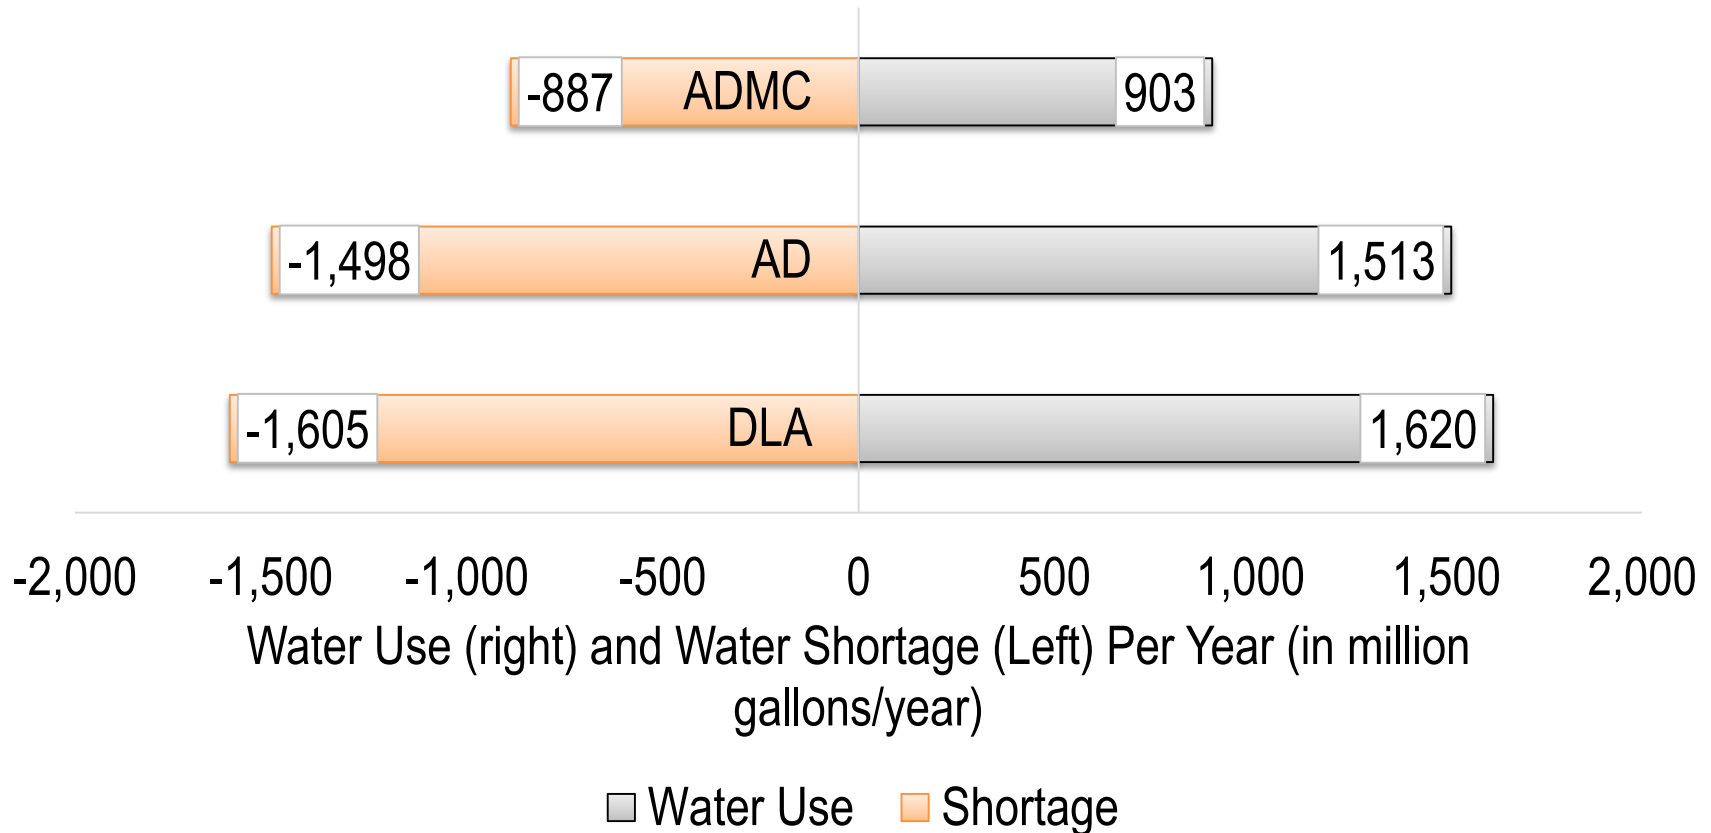 -887 ADMC 903
-1,498 AD 1,513
-1,605 DLA 1,620
-2,000 -1,500 -1,000 -500 0 500 1,000 1,500 2,000
Water Use (right) and Water Shortage (Left) Per Year (in million
gallons/year)
Water Use Shortage